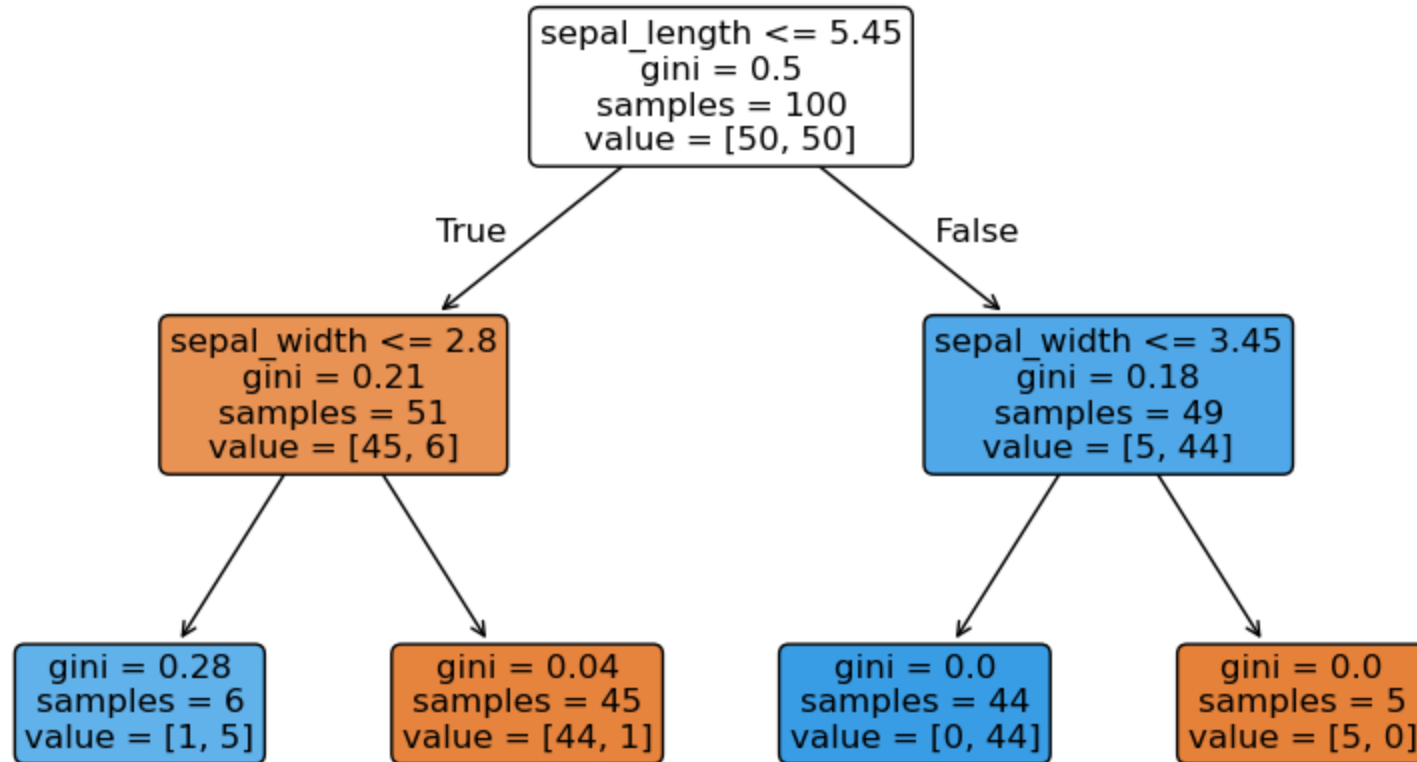 sepal_length <= 5.45
gini = 0.5
samples = 100
value = [50, 50]
True
False
sepal_width <= 2.8
gini = 0.21
samples = 51
value = [45, 6]
sepal_width <= 3.45
gini = 0.18
samples = 49
value = [5, 44]
gini = 0.28
samples = 6
value = [1, 5]
gini = 0.04
samples = 45
value = [44, 1]
gini = 0.0
samples = 44
value = [0, 44]
gini = 0.0
samples = 5
value = [5, 0]